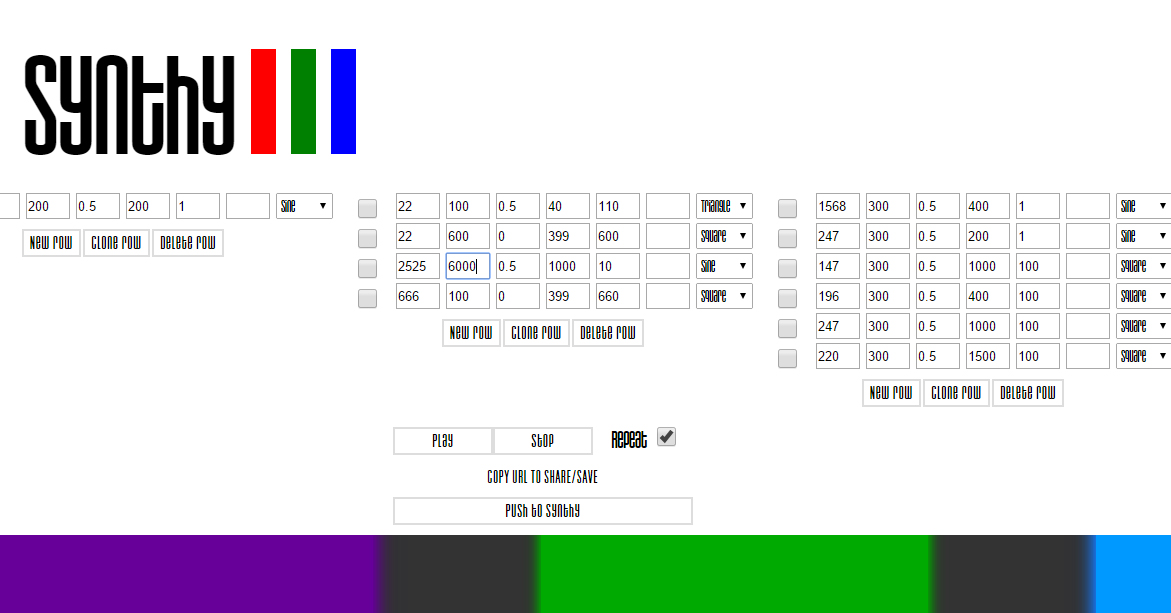 Synthy
200 0.5 200 1 Sine
New row Clone row Delete row
22 100 0.5 40 110 Triangle
22 600 0 399 600 Square
2525 6000 0.5 1000 10 Sine
666 100 0 399 660 Square
New row Clone row Delete row
1568 300 0.5 400 1 Sine
247 300 0.5 200 1 Sine
147 300 0.5 1000 100 Square
196 300 0.5 400 100 Square
247 300 0.5 1000 100 Square
220 300 0.5 1500 100 Square
New row Clone row Delete row
Play Stop Repeat
COPY URL TO SHARE/SAVE
Push to Synthy